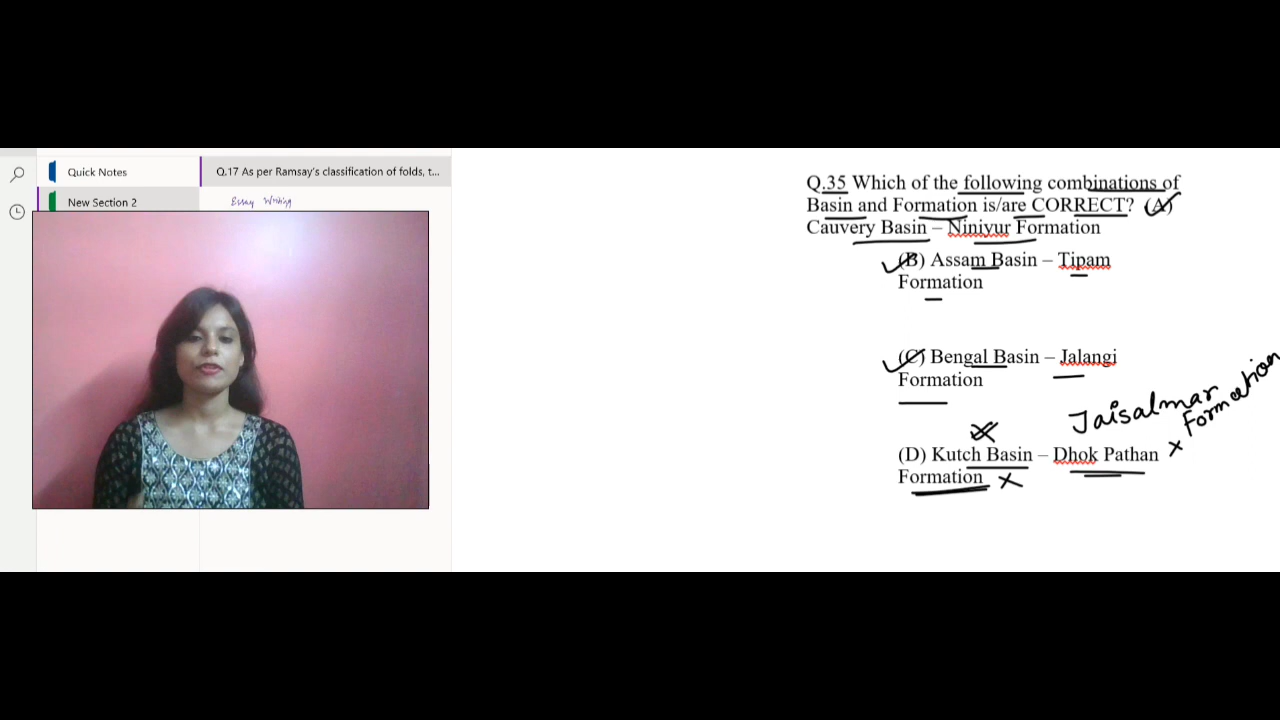 Quick Notes
Q.17 As per Ramsay's classification of folds, t...
New Section 2
Essay Writing
Q.35 Which of the following combinations of
Basin and Formation is/are CORRECT? (A)
Cauvery Basin – Niniyur Formation
(B) Assam Basin – Tipam
Formation
(C) Bengal Basin – Jalangi
Formation
Jaisalmar
Formation
(D) Kutch Basin – Dhok Pathan
Formation